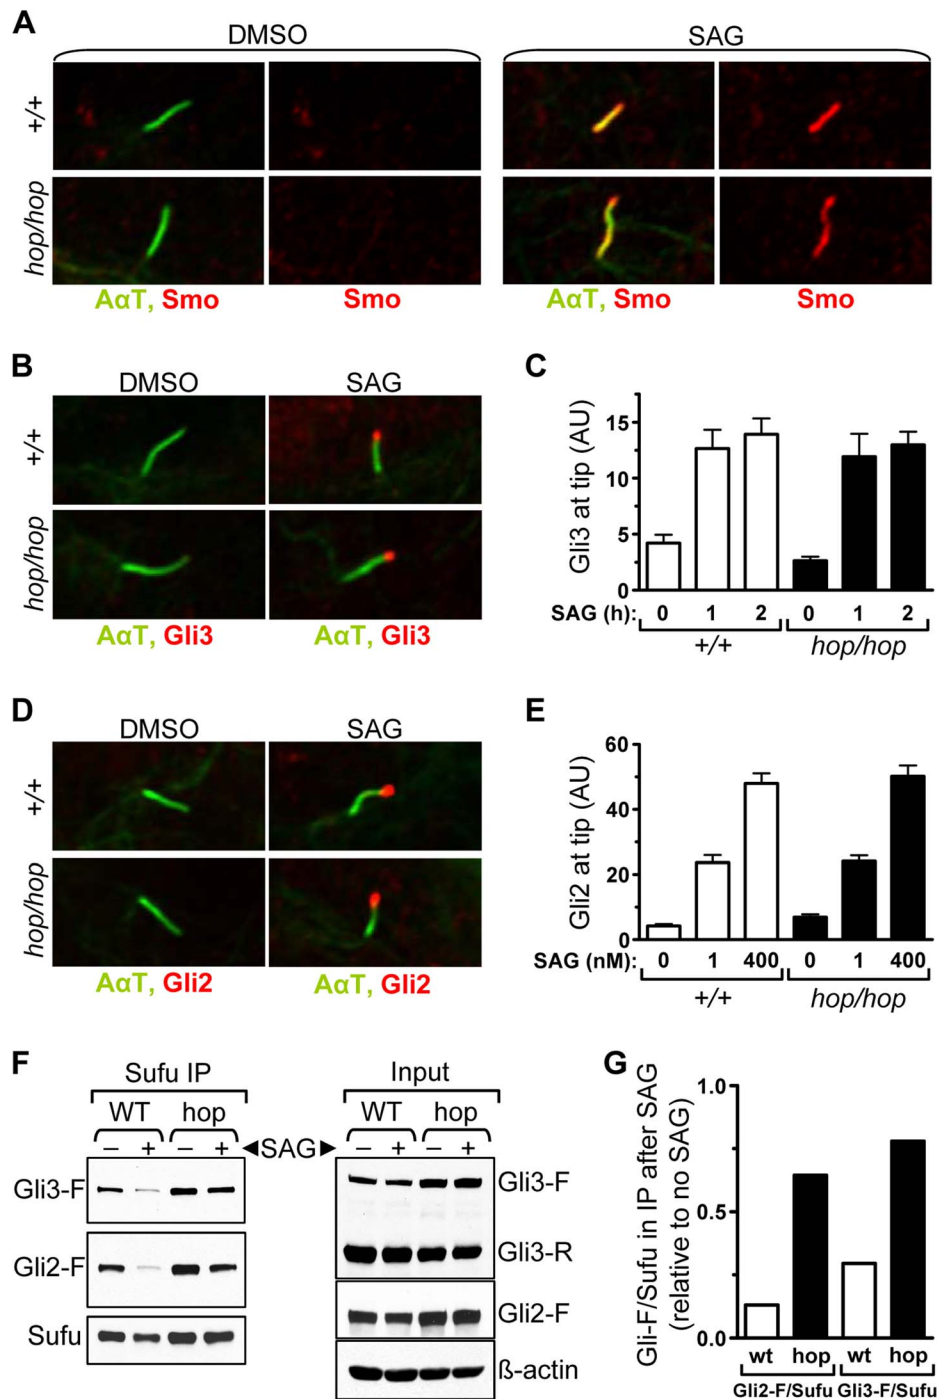 A
DMSO
SAG
+/+
hop/hop
AαT, Smo
Smo
AαT, Smo
Smo
B
DMSO
SAG
+/+
hop/hop
AαT, Gli3
AαT, Gli3
C
Gli3 at tip (AU)
15
10
5
0
SAG (h): 0 1 2 0 1 2
+/+ hop/hop
D
DMSO
SAG
+/+
hop/hop
AαT, Gli2
AαT, Gli2
E
Gli2 at tip (AU)
60
40
20
0
SAG (nM): 0 1 400 0 1 400
+/+ hop/hop
F
Sufu IP
WT hop
– + – +
◄SAG►
Gli3-F
Gli2-F
Sufu
Input
WT hop
– + – +
Gli3-F
Gli3-R
Gli2-F
ß-actin
G
Gli-F/Sufu in IP after SAG
(relative to no SAG)
1.0
0.5
0.0
wt hop wt hop
Gli2-F/Sufu Gli3-F/Sufu